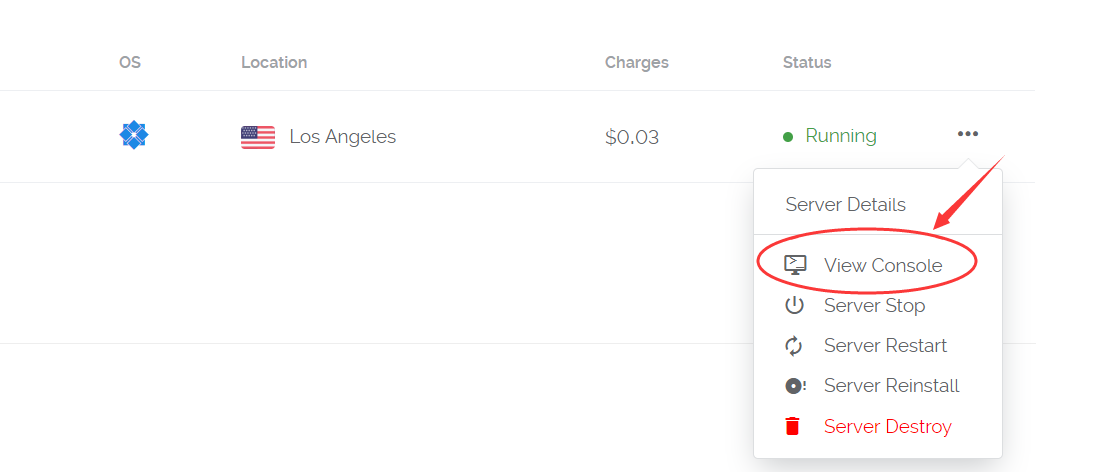 OS Location Charges Status
Los Angeles $0.03 Running
Server Details
View Console
Server Stop
Server Restart
Server Reinstall
Server Destroy